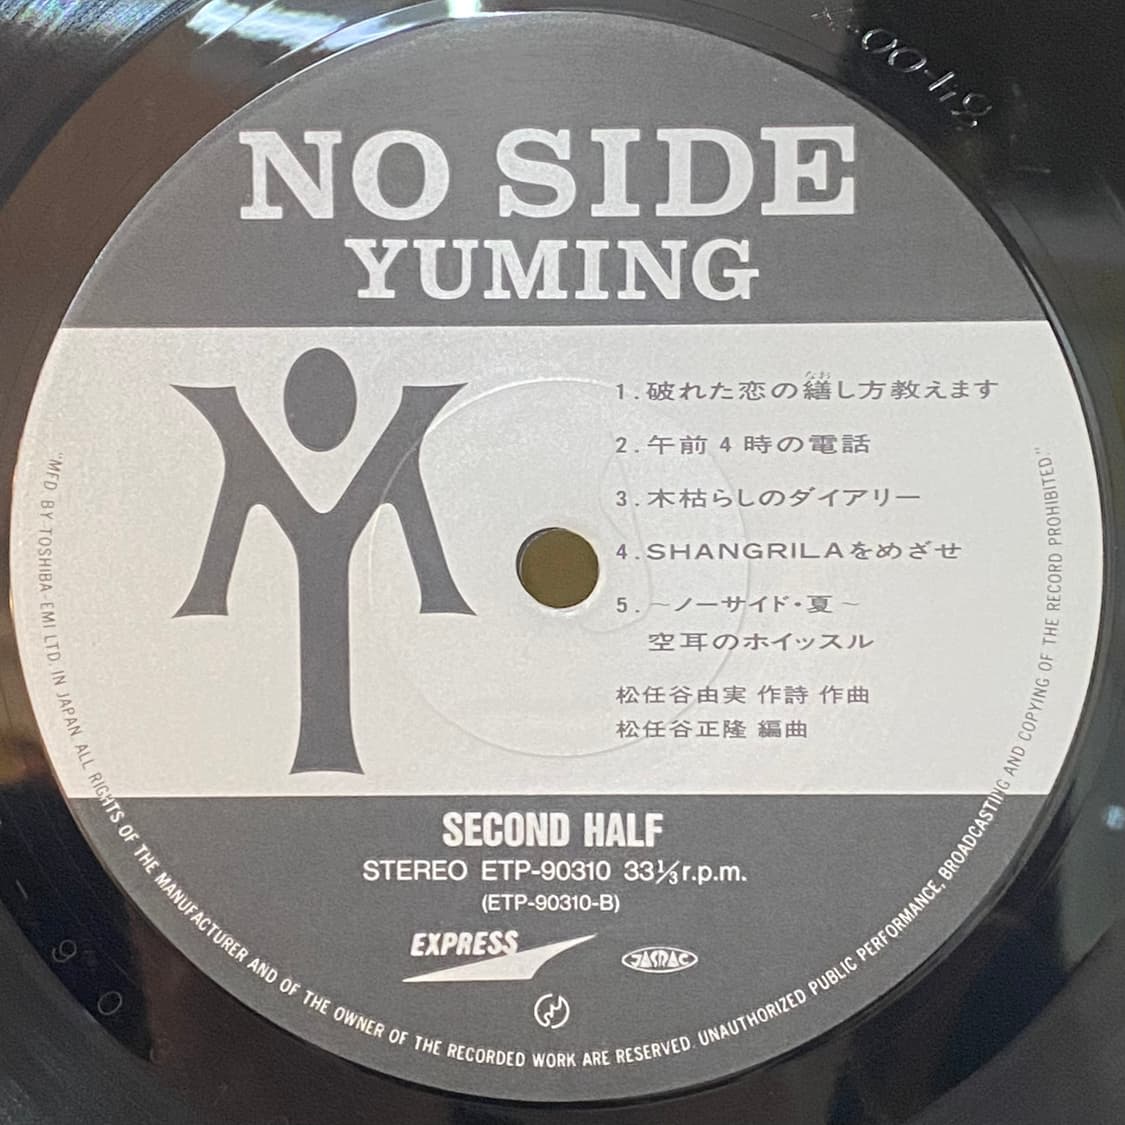 NO SIDE
YUMING
1. 破れた恋の繕し方教えます
なお
2. 午前4時の電話
3. 木枯らしのダイアリー
4. SHANGRILAをめざせ
5. ~ノーサイド・夏~
空耳のホイッスル
松任谷由実 作詩 作曲
松任谷正隆 編曲
SECOND HALF
STEREO ETP-90310 33⅓r.p.m.
(ETP-90310-B)
EXPRESS
JASRAC
"MFD BY TOSHIBA-EMI LTD. IN JAPAN ALL RIGHTS OF THE MANUFACTURER AND OF THE OWNER OF THE RECORDED WORK ARE RESERVED. UNAUTHORIZED PUBLIC PERFORMANCE, BROADCASTING AND COPYING OF THE RECORD PROHIBITED."